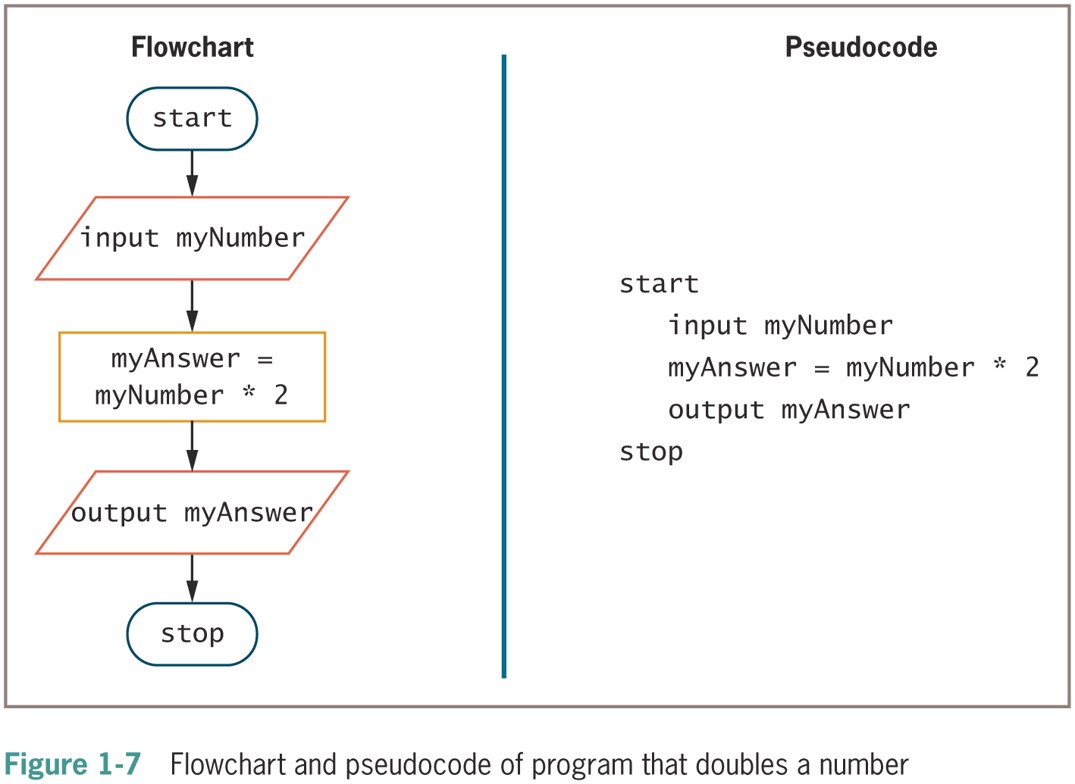 Flowchart
start
input myNumber
myAnswer =
myNumber * 2
output myAnswer
stop
Pseudocode
start
input myNumber
myAnswer = myNumber * 2
output myAnswer
stop
Figure 1-7 Flowchart and pseudocode of program that doubles a number